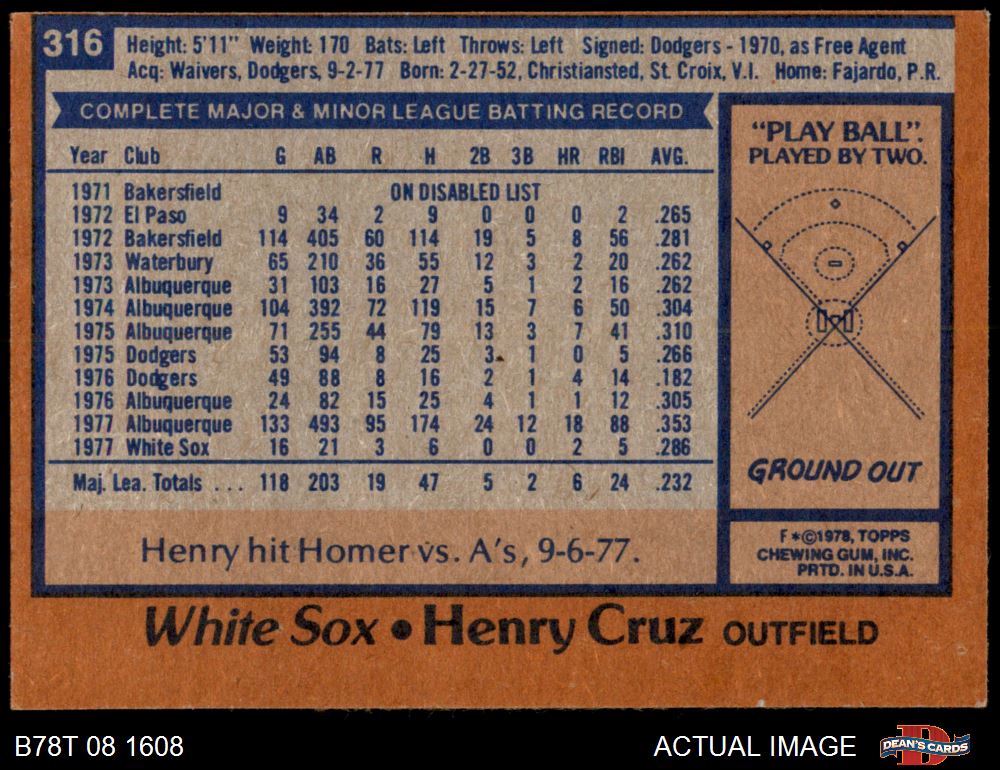 316
Height: 5'11" Weight: 170 Bats: Left Throws: Left Signed: Dodgers - 1970, as Free Agent
Acq: Waivers, Dodgers, 9-2-77 Born: 2-27-52, Christiansted, St. Croix, V.I. Home: Fajardo, P.R.
COMPLETE MAJOR & MINOR LEAGUE BATTING RECORD
Year Club G AB R H 2B 3B HR RBI AVG.
1971 Bakersfield ON DISABLED LIST
1972 El Paso 9 34 2 9 0 0 0 2 .265
1972 Bakersfield 114 405 60 114 19 5 8 56 .281
1973 Waterbury 65 210 36 55 12 3 2 20 .262
1973 Albuquerque 31 103 16 27 5 1 2 16 .262
1974 Albuquerque 104 392 72 119 15 7 6 50 .304
1975 Albuquerque 71 255 44 79 13 3 7 41 .310
1975 Dodgers 53 94 8 25 3 1 0 5 .266
1976 Dodgers 49 88 8 16 2 1 4 14 .182
1976 Albuquerque 24 82 15 25 4 1 1 12 .305
1977 Albuquerque 133 493 95 174 24 12 18 88 .353
1977 White Sox 16 21 3 6 0 0 2 5 .286
Maj. Lea. Totals ... 118 203 19 47 5 2 6 24 .232
Henry hit Homer vs. A's, 9-6-77.
"PLAY BALL".
PLAYED BY TWO.
GROUND OUT
F*©1978, TOPPS
CHEWING GUM, INC.
PRTD. IN U.S.A.
White Sox • Henry Cruz OUTFIELD
B78T 08 1608
ACTUAL IMAGE
D
DEAN'S CARDS